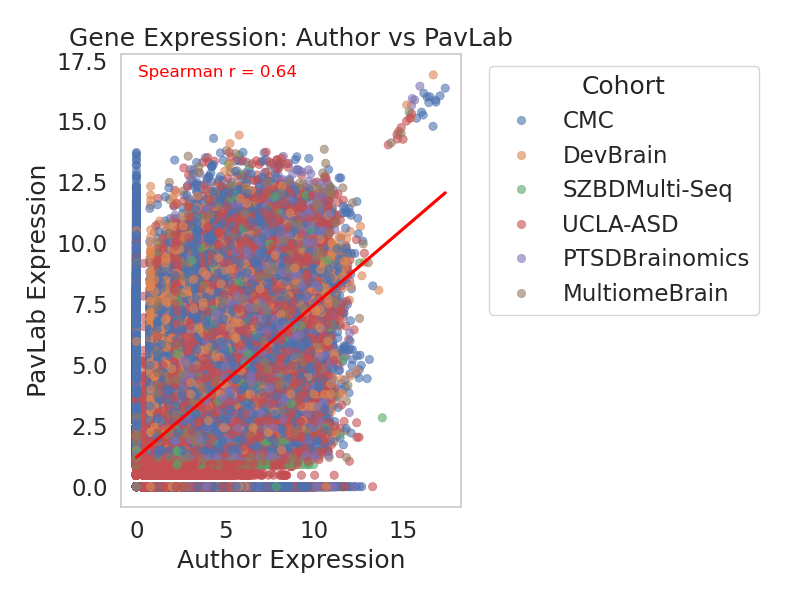 Gene Expression: Author vs PavLab
Spearman r = 0.64
17.5
15.0
12.5
10.0
7.5
5.0
2.5
0.0
PavLab Expression
0 5 10 15
Author Expression
Cohort
CMC
DevBrain
SZBDMulti-Seq
UCLA-ASD
PTSDBrainomics
MultiomeBrain